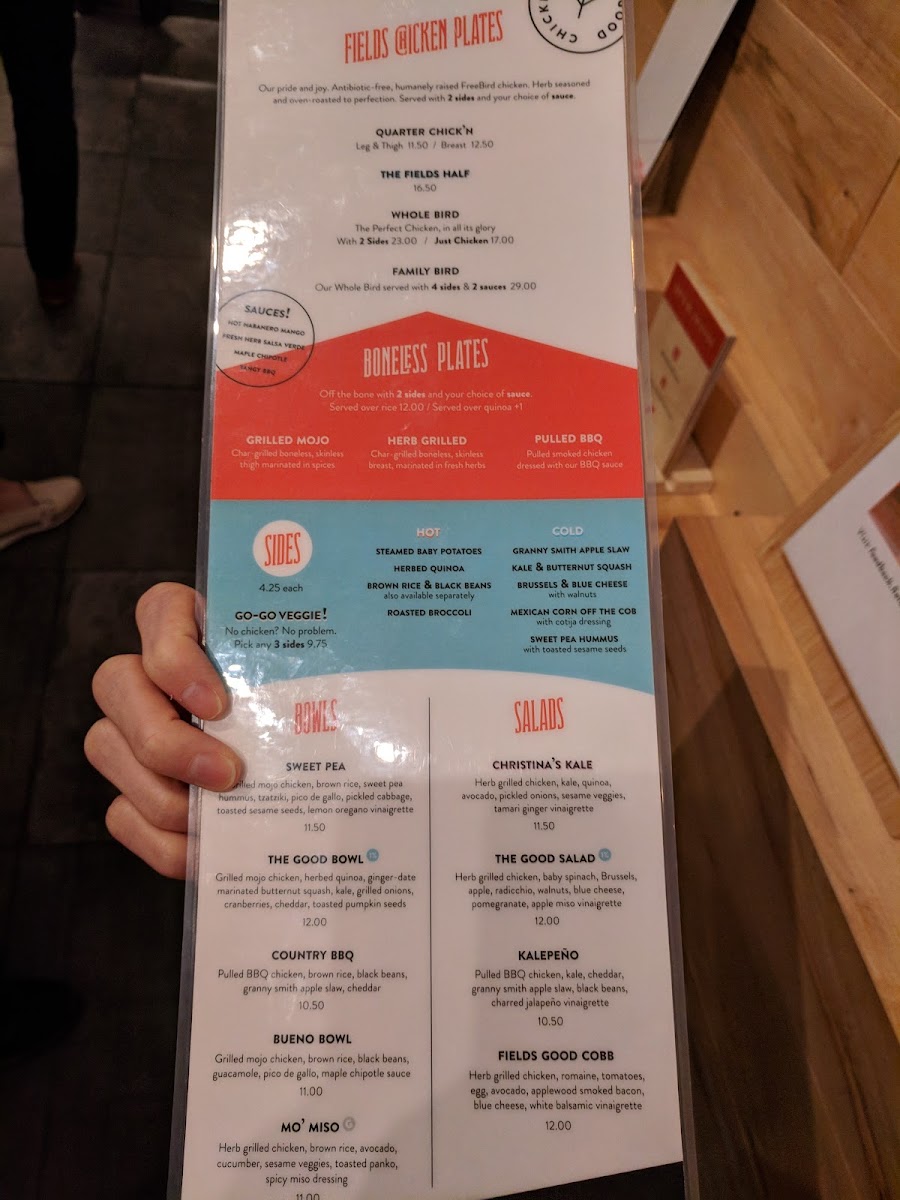 GOOD CHICK
FIELDS CHICKEN PLATES
Our pride and joy. Antibiotic-free, humanely raised FreeBird chicken. Herb seasoned
and oven-roasted to perfection. Served with 2 sides and your choice of sauce.
QUARTER CHICK'N
Leg & Thigh 11.50 / Breast 12.50
THE FIELDS HALF
16.50
WHOLE BIRD
The Perfect Chicken, in all its glory
With 2 Sides 23.00 / Just Chicken 17.00
FAMILY BIRD
Our Whole Bird served with 4 sides & 2 sauces 29.00
SAUCES!
HOT HABANERO MANGO
FRESH HERB SALSA VERDE
MAPLE CHIPOTLE
TANGY BBQ
BONELESS PLATES
Off the bone with 2 sides and your choice of sauce.
Served over rice 12.00 / Served over quinoa +1
GRILLED MOJO
Char-grilled boneless, skinless
thigh marinated in spices
HERB GRILLED
Char-grilled boneless, skinless
breast, marinated in fresh herbs
PULLED BBQ
Pulled smoked chicken
dressed with our BBQ sauce
SIDES
4.25 each
GO-GO VEGGIE!
No chicken? No problem.
Pick any 3 sides 9.75
HOT
STEAMED BABY POTATOES
HERBED QUINOA
BROWN RICE & BLACK BEANS
also available separately
ROASTED BROCCOLI
COLD
GRANNY SMITH APPLE SLAW
KALE & BUTTERNUT SQUASH
BRUSSELS & BLUE CHEESE
with walnuts
MEXICAN CORN OFF THE COB
with cotija dressing
SWEET PEA HUMMUS
with toasted sesame seeds
BOWLS
SWEET PEA
Grilled mojo chicken, brown rice, sweet pea
hummus, tzatziki, pico de gallo, pickled cabbage,
toasted sesame seeds, lemon oregano vinaigrette
11.50
THE GOOD BOWL
Grilled mojo chicken, herbed quinoa, ginger-date
marinated butternut squash, kale, grilled onions,
cranberries, cheddar, toasted pumpkin seeds
12.00
COUNTRY BBQ
Pulled BBQ chicken, brown rice, black beans,
granny smith apple slaw, cheddar
10.50
BUENO BOWL
Grilled mojo chicken, brown rice, black beans,
guacamole, pico de gallo, maple chipotle sauce
11.00
MO' MISO G
Herb grilled chicken, brown rice, avocado,
cucumber, sesame veggies, toasted panko,
spicy miso dressing
11.00
SALADS
CHRISTINA'S KALE
Herb grilled chicken, kale, quinoa,
avocado, pickled onions, sesame veggies,
tamari ginger vinaigrette
11.50
THE GOOD SALAD
Herb grilled chicken, baby spinach, Brussels,
apple, radicchio, walnuts, blue cheese,
pomegranate, apple miso vinaigrette
12.00
KALEPEÑO
Pulled BBQ chicken, kale, cheddar,
granny smith apple slaw, black beans,
charred jalapeño vinaigrette
10.50
FIELDS GOOD COBB
Herb grilled chicken, romaine, tomatoes,
egg, avocado, applewood smoked bacon,
blue cheese, white balsamic vinaigrette
12.00
Visit feedback.